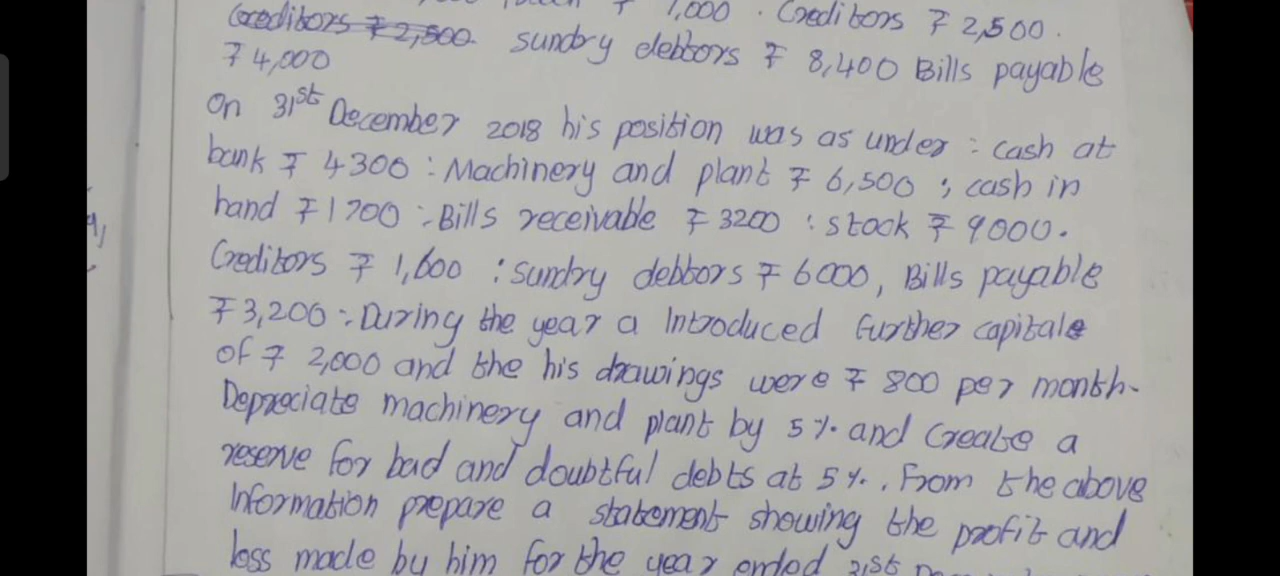 ₹ 1,000 . Creditors ₹ 2,500.
Creditors ₹ 2,500. sundry debtors ₹ 8,400 Bills payable
₹ 4,000
On 31st December 2018 his position was as under : cash at
bank ₹ 4300 : Machinery and plant ₹ 6,500 ; cash in
hand ₹ 1700 :- Bills receivable ₹ 3200 : stock ₹ 9000.
Creditors ₹ 1,600 : sundry debtors ₹ 6000, Bills payable
₹ 3,200 :- During the year a Introduced further capital
of ₹ 2,000 and the his drawings were ₹ 800 per month.
Depreciate machinery and plant by 5 %. and Create a
reserve for bad and doubtful debts at 5 %. . From the above
Information prepare a statement showing the profit and
loss made by him for the year ended 31st